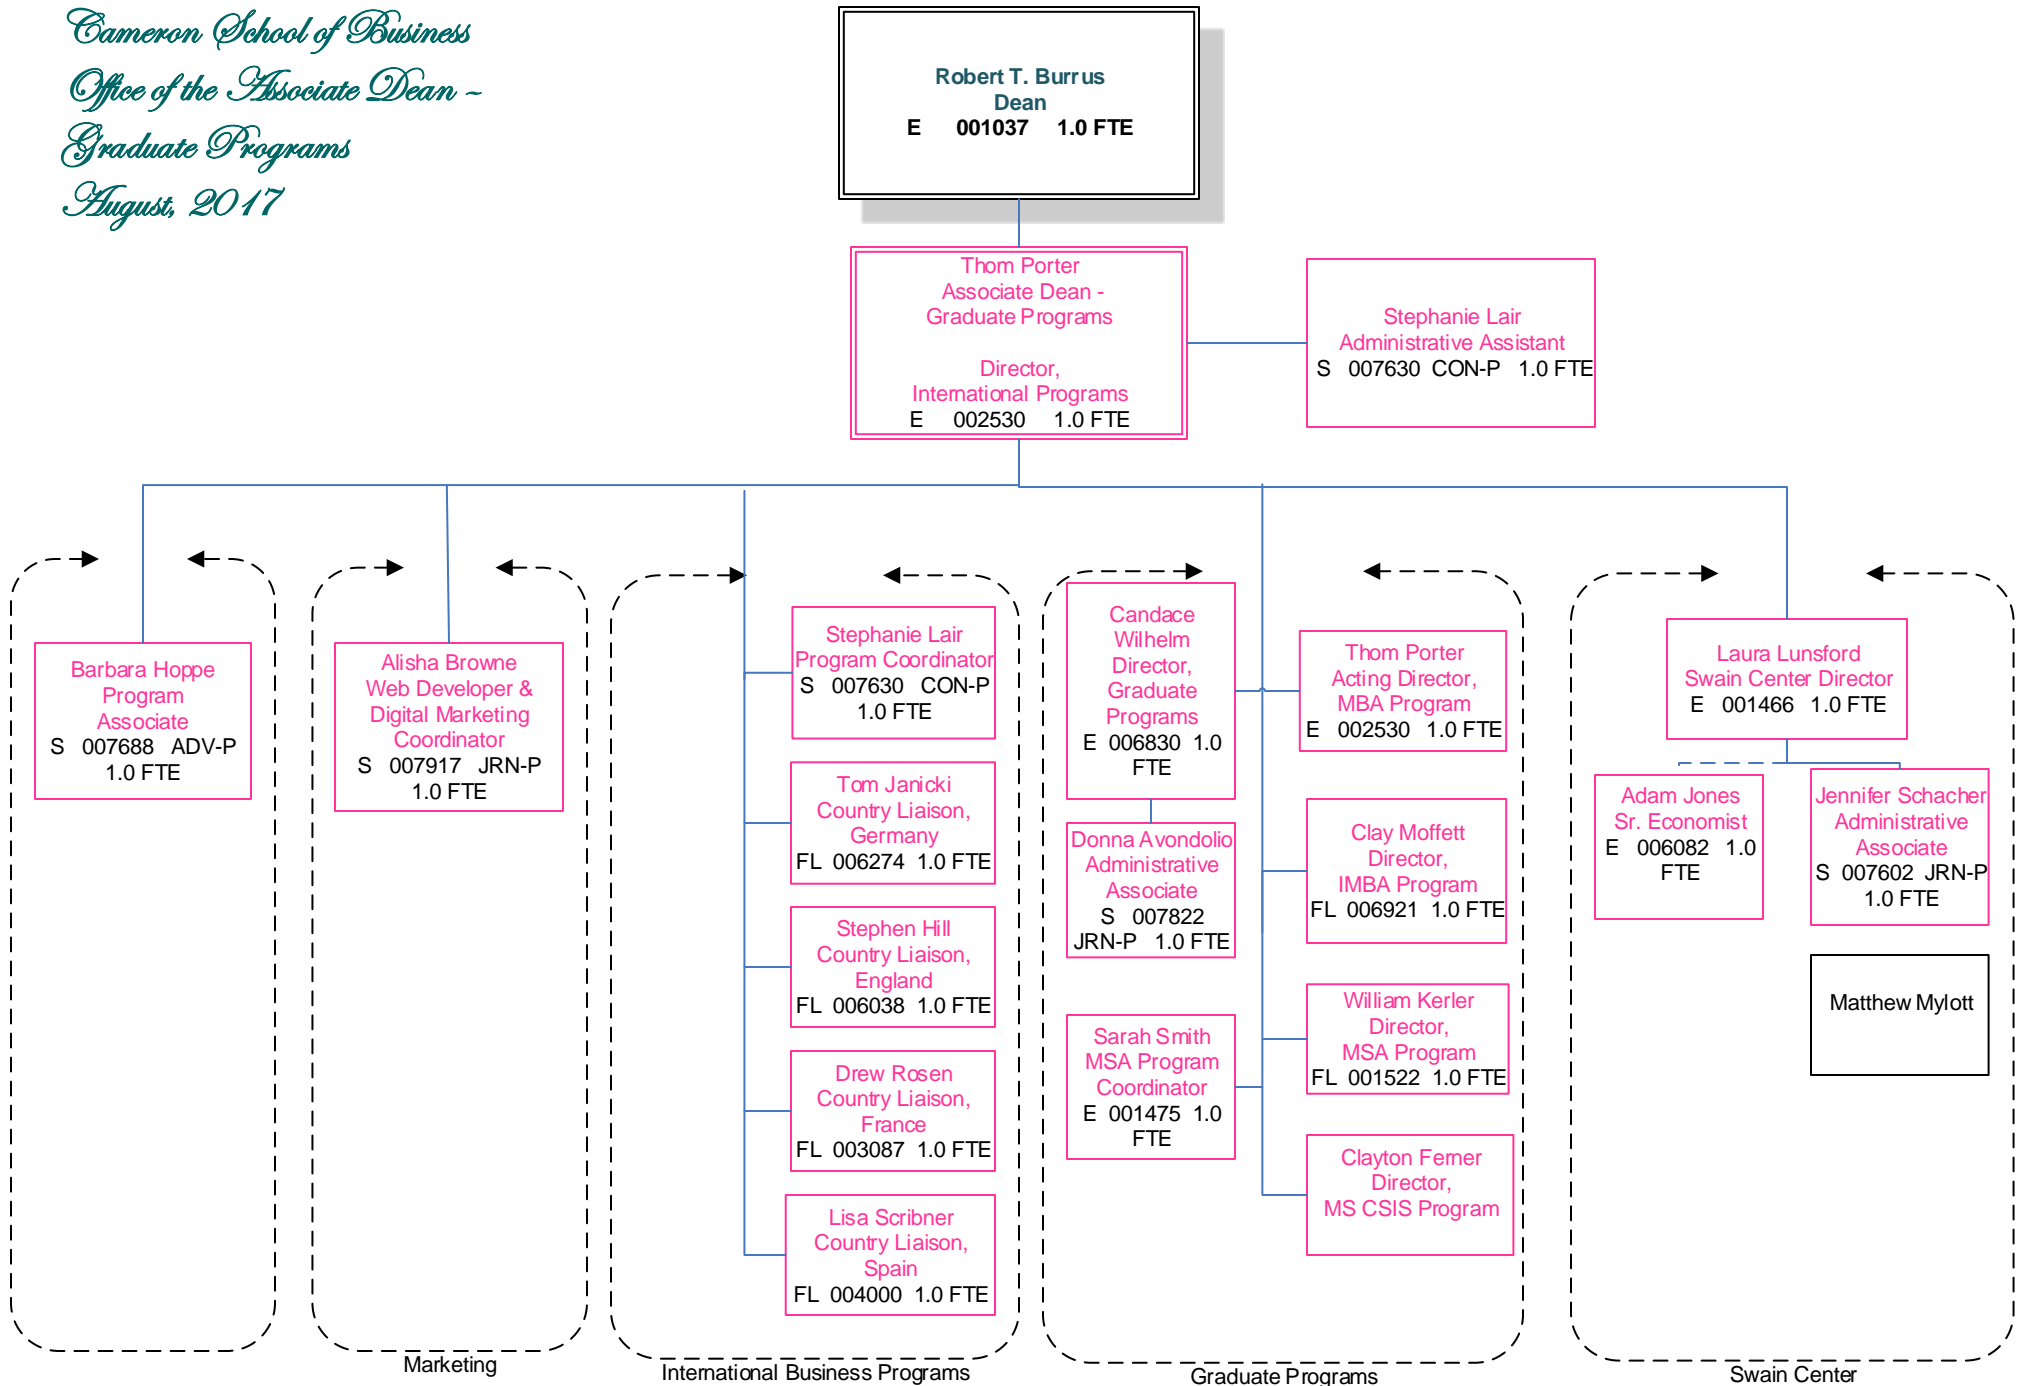 Cameron School of Business
Office of the Associate Dean ~
Graduate Programs
August, 2017
Robert T. Burrus
Dean
E 001037 1.0 FTE
Thom Porter
Associate Dean -
Graduate Programs
Director,
International Programs
E 002530 1.0 FTE
Stephanie Lair
Administrative Assistant
S 007630 CON-P 1.0 FTE
Barbara Hoppe
Program
Associate
S 007688 ADV-P
1.0 FTE
Alisha Browne
Web Developer &
Digital Marketing
Coordinator
S 007917 JRN-P
1.0 FTE
Marketing
Stephanie Lair
Program Coordinator
S 007630 CON-P
1.0 FTE
Tom Janicki
Country Liaison,
Germany
FL 006274 1.0 FTE
Stephen Hill
Country Liaison,
England
FL 006038 1.0 FTE
Drew Rosen
Country Liaison,
France
FL 003087 1.0 FTE
Lisa Scribner
Country Liaison,
Spain
FL 004000 1.0 FTE
International Business Programs
Candace
Wilhelm
Director,
Graduate
Programs
E 006830 1.0
FTE
Donna Avondolio
Administrative
Associate
S 007822
JRN-P 1.0 FTE
Sarah Smith
MSA Program
Coordinator
E 001475 1.0
FTE
Thom Porter
Acting Director,
MBA Program
E 002530 1.0 FTE
Clay Moffett
Director,
IMBA Program
FL 006921 1.0 FTE
William Kerler
Director,
MSA Program
FL 001522 1.0 FTE
Clayton Ferner
Director,
MS CSIS Program
Graduate Programs
Laura Lunsford
Swain Center Director
E 001466 1.0 FTE
Adam Jones
Sr. Economist
E 006082 1.0
FTE
Jennifer Schacher
Administrative
Associate
S 007602 JRN-P
1.0 FTE
Matthew Mylott
Swain Center